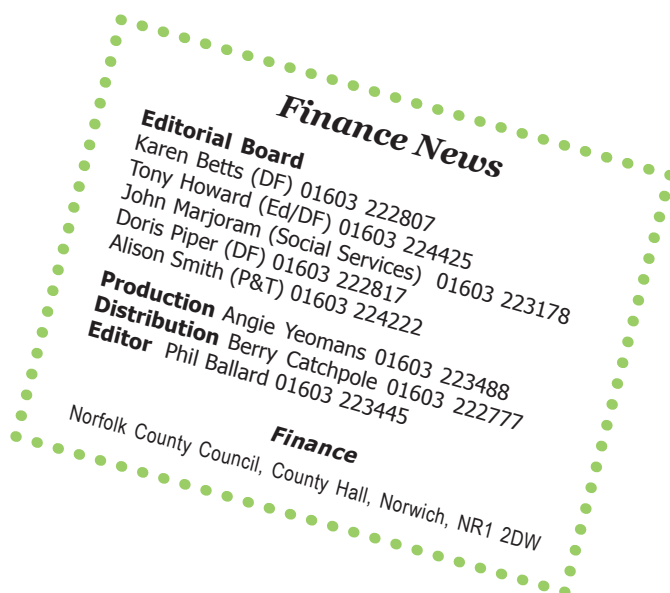 Finance News
Editorial Board
Karen Betts (DF) 01603 222807
Tony Howard (Ed/DF) 01603 224425
John Marjoram (Social Services) 01603 223178
Doris Piper (DF) 01603 222817
Alison Smith (P&T) 01603 224222
Production Angie Yeomans 01603 223488
Distribution Berry Catchpole 01603 222777
Editor Phil Ballard 01603 223445
Finance
Norfolk County Council, County Hall, Norwich, NR1 2DW